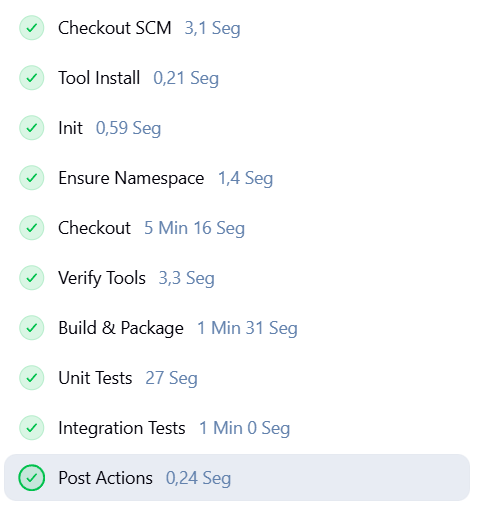 Checkout SCM 3,1 Seg
Tool Install 0,21 Seg
Init 0,59 Seg
Ensure Namespace 1,4 Seg
Checkout 5 Min 16 Seg
Verify Tools 3,3 Seg
Build & Package 1 Min 31 Seg
Unit Tests 27 Seg
Integration Tests 1 Min 0 Seg
Post Actions 0,24 Seg